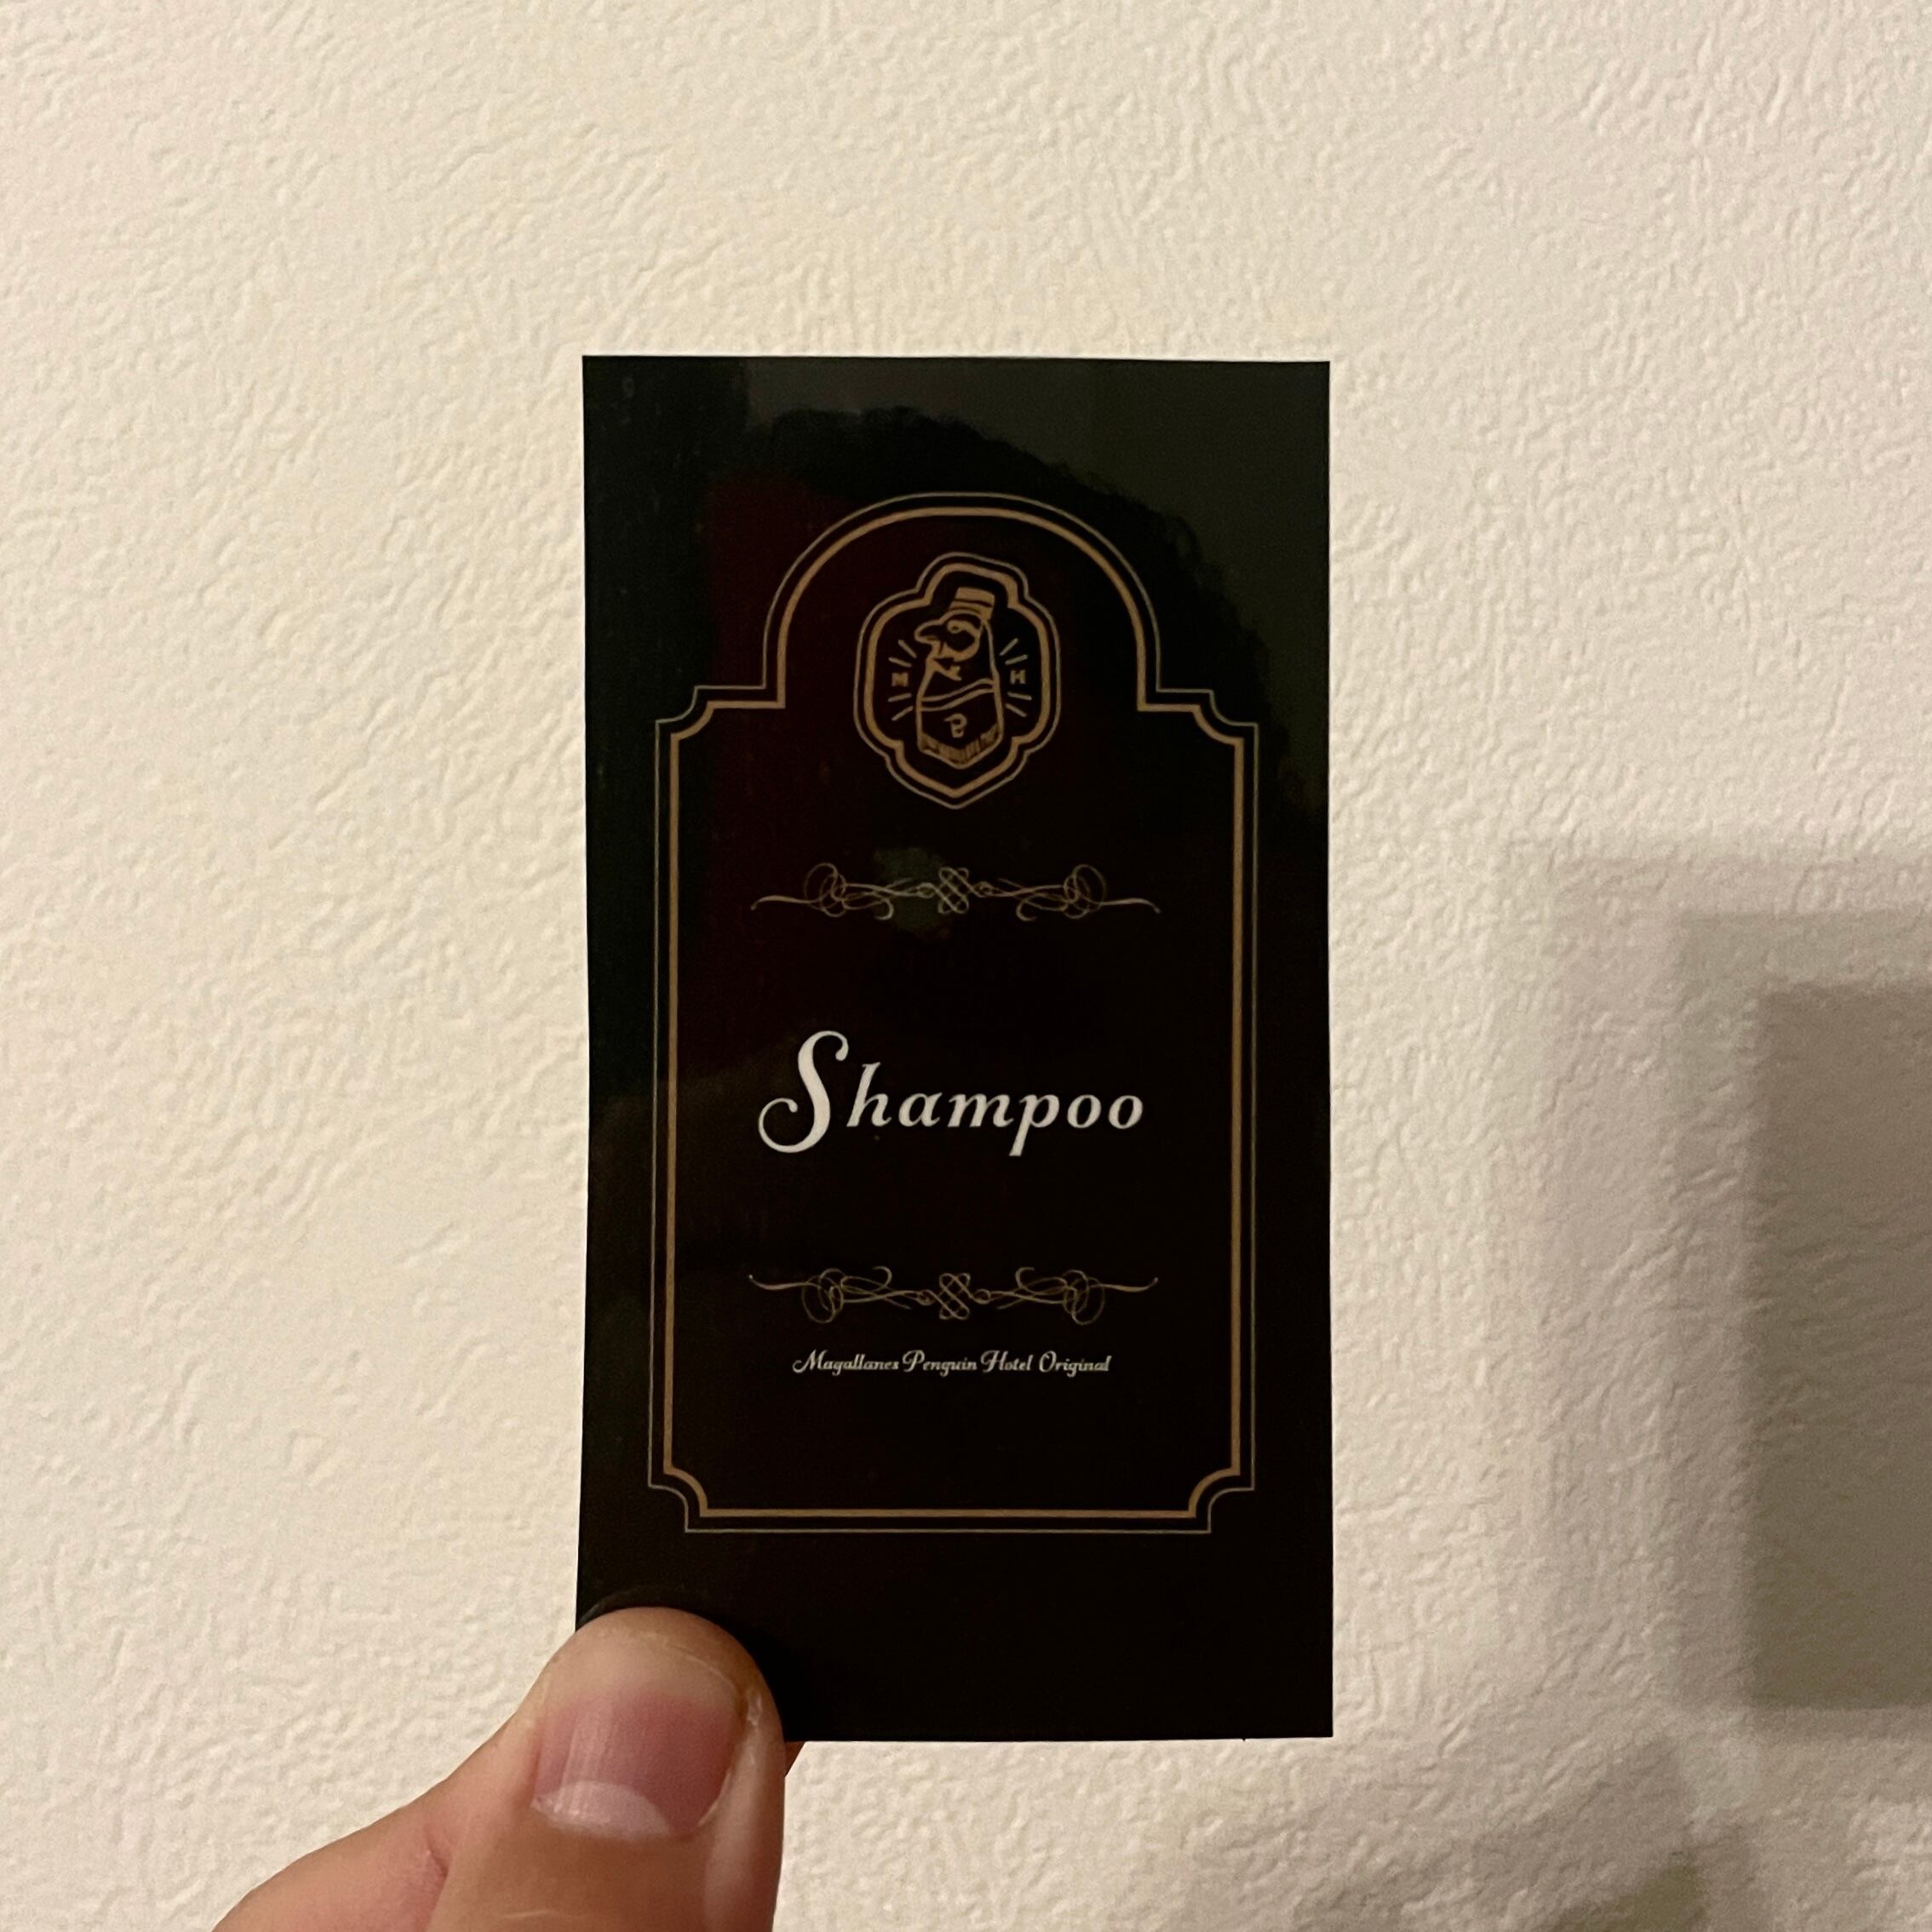 M H
P
Shampoo
Magallanes Penguin Hotel Original